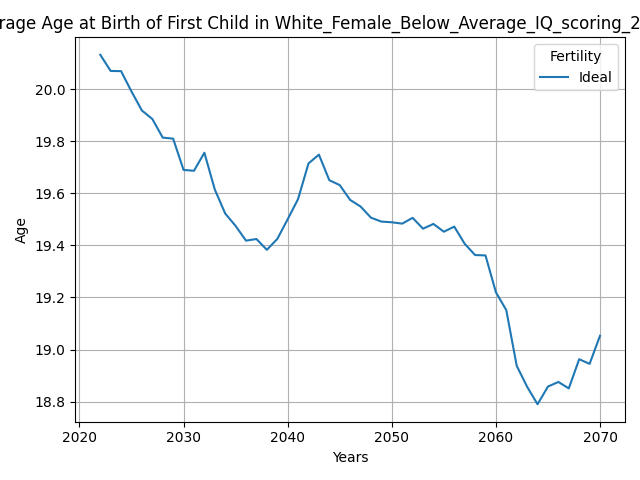 rage Age at Birth of First Child in White_Female_Below_Average_IQ_scoring_2
Fertility
Ideal
20.0
19.8
19.6
19.4
19.2
19.0
18.8
Age
2020 2030 2040 2050 2060 2070
Years